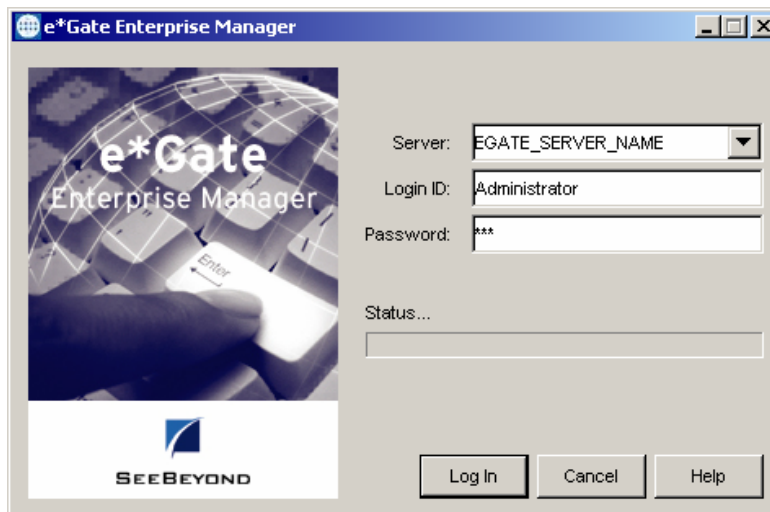 e*Gate Enterprise Manager
e*Gate
Enterprise Manager
Enter
SEEBEYOND
Server: EGATE_SERVER_NAME
Login ID: Administrator
Password: ***
Status...
Log In Cancel Help